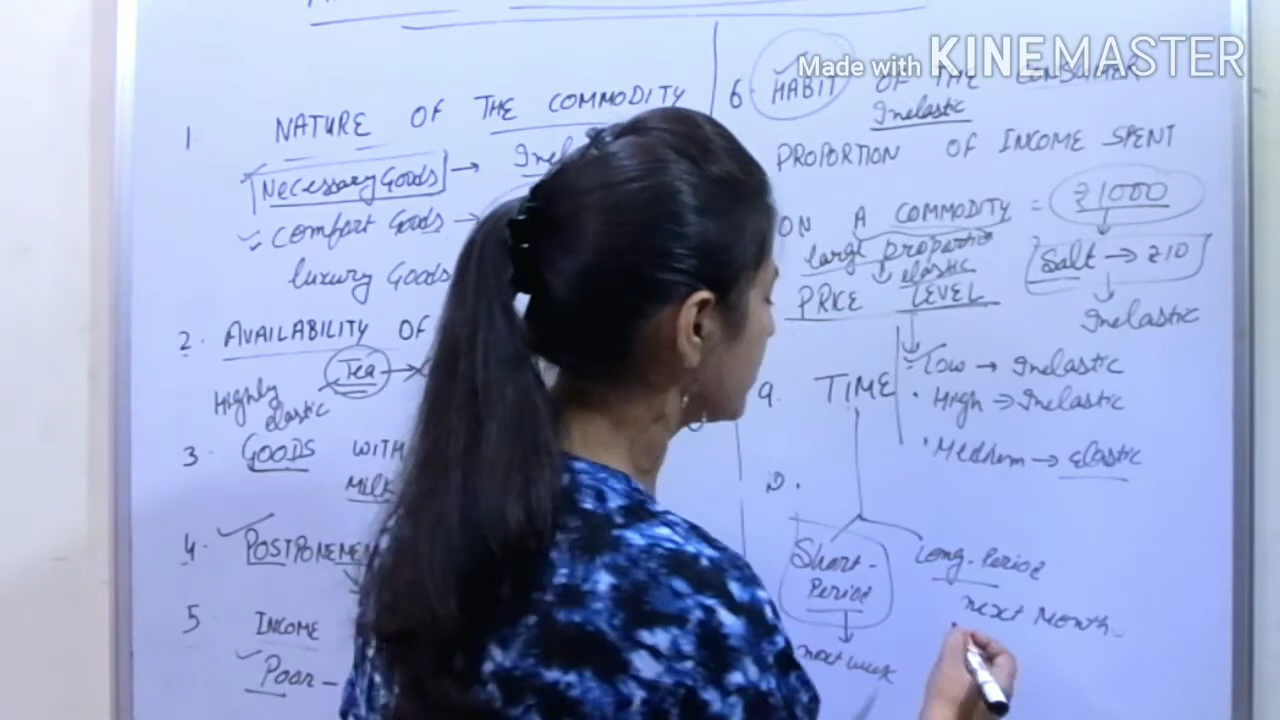 Made with KINEMASTER
1. NATURE OF THE COMMODITY
Necessary Goods →
Comfort Goods →
luxury Goods
2. AVAILABILITY OF
Tea →
Highly elastic
3. GOODS WITH
Milk
4. POSTPONEMEN
5 INCOME
Poor -
6. HABIT OF THE CONSUMER
Inelastic
PROPORTION OF INCOME SPENT
ON A COMMODITY = ₹1000
large proportion
elastic
Salt → ₹10
Inelastic
PRICE LEVEL
Low → Inelastic
High → Inelastic
Medium → elastic
9. TIME
Short-
Period
next week
Long-Period
next Month